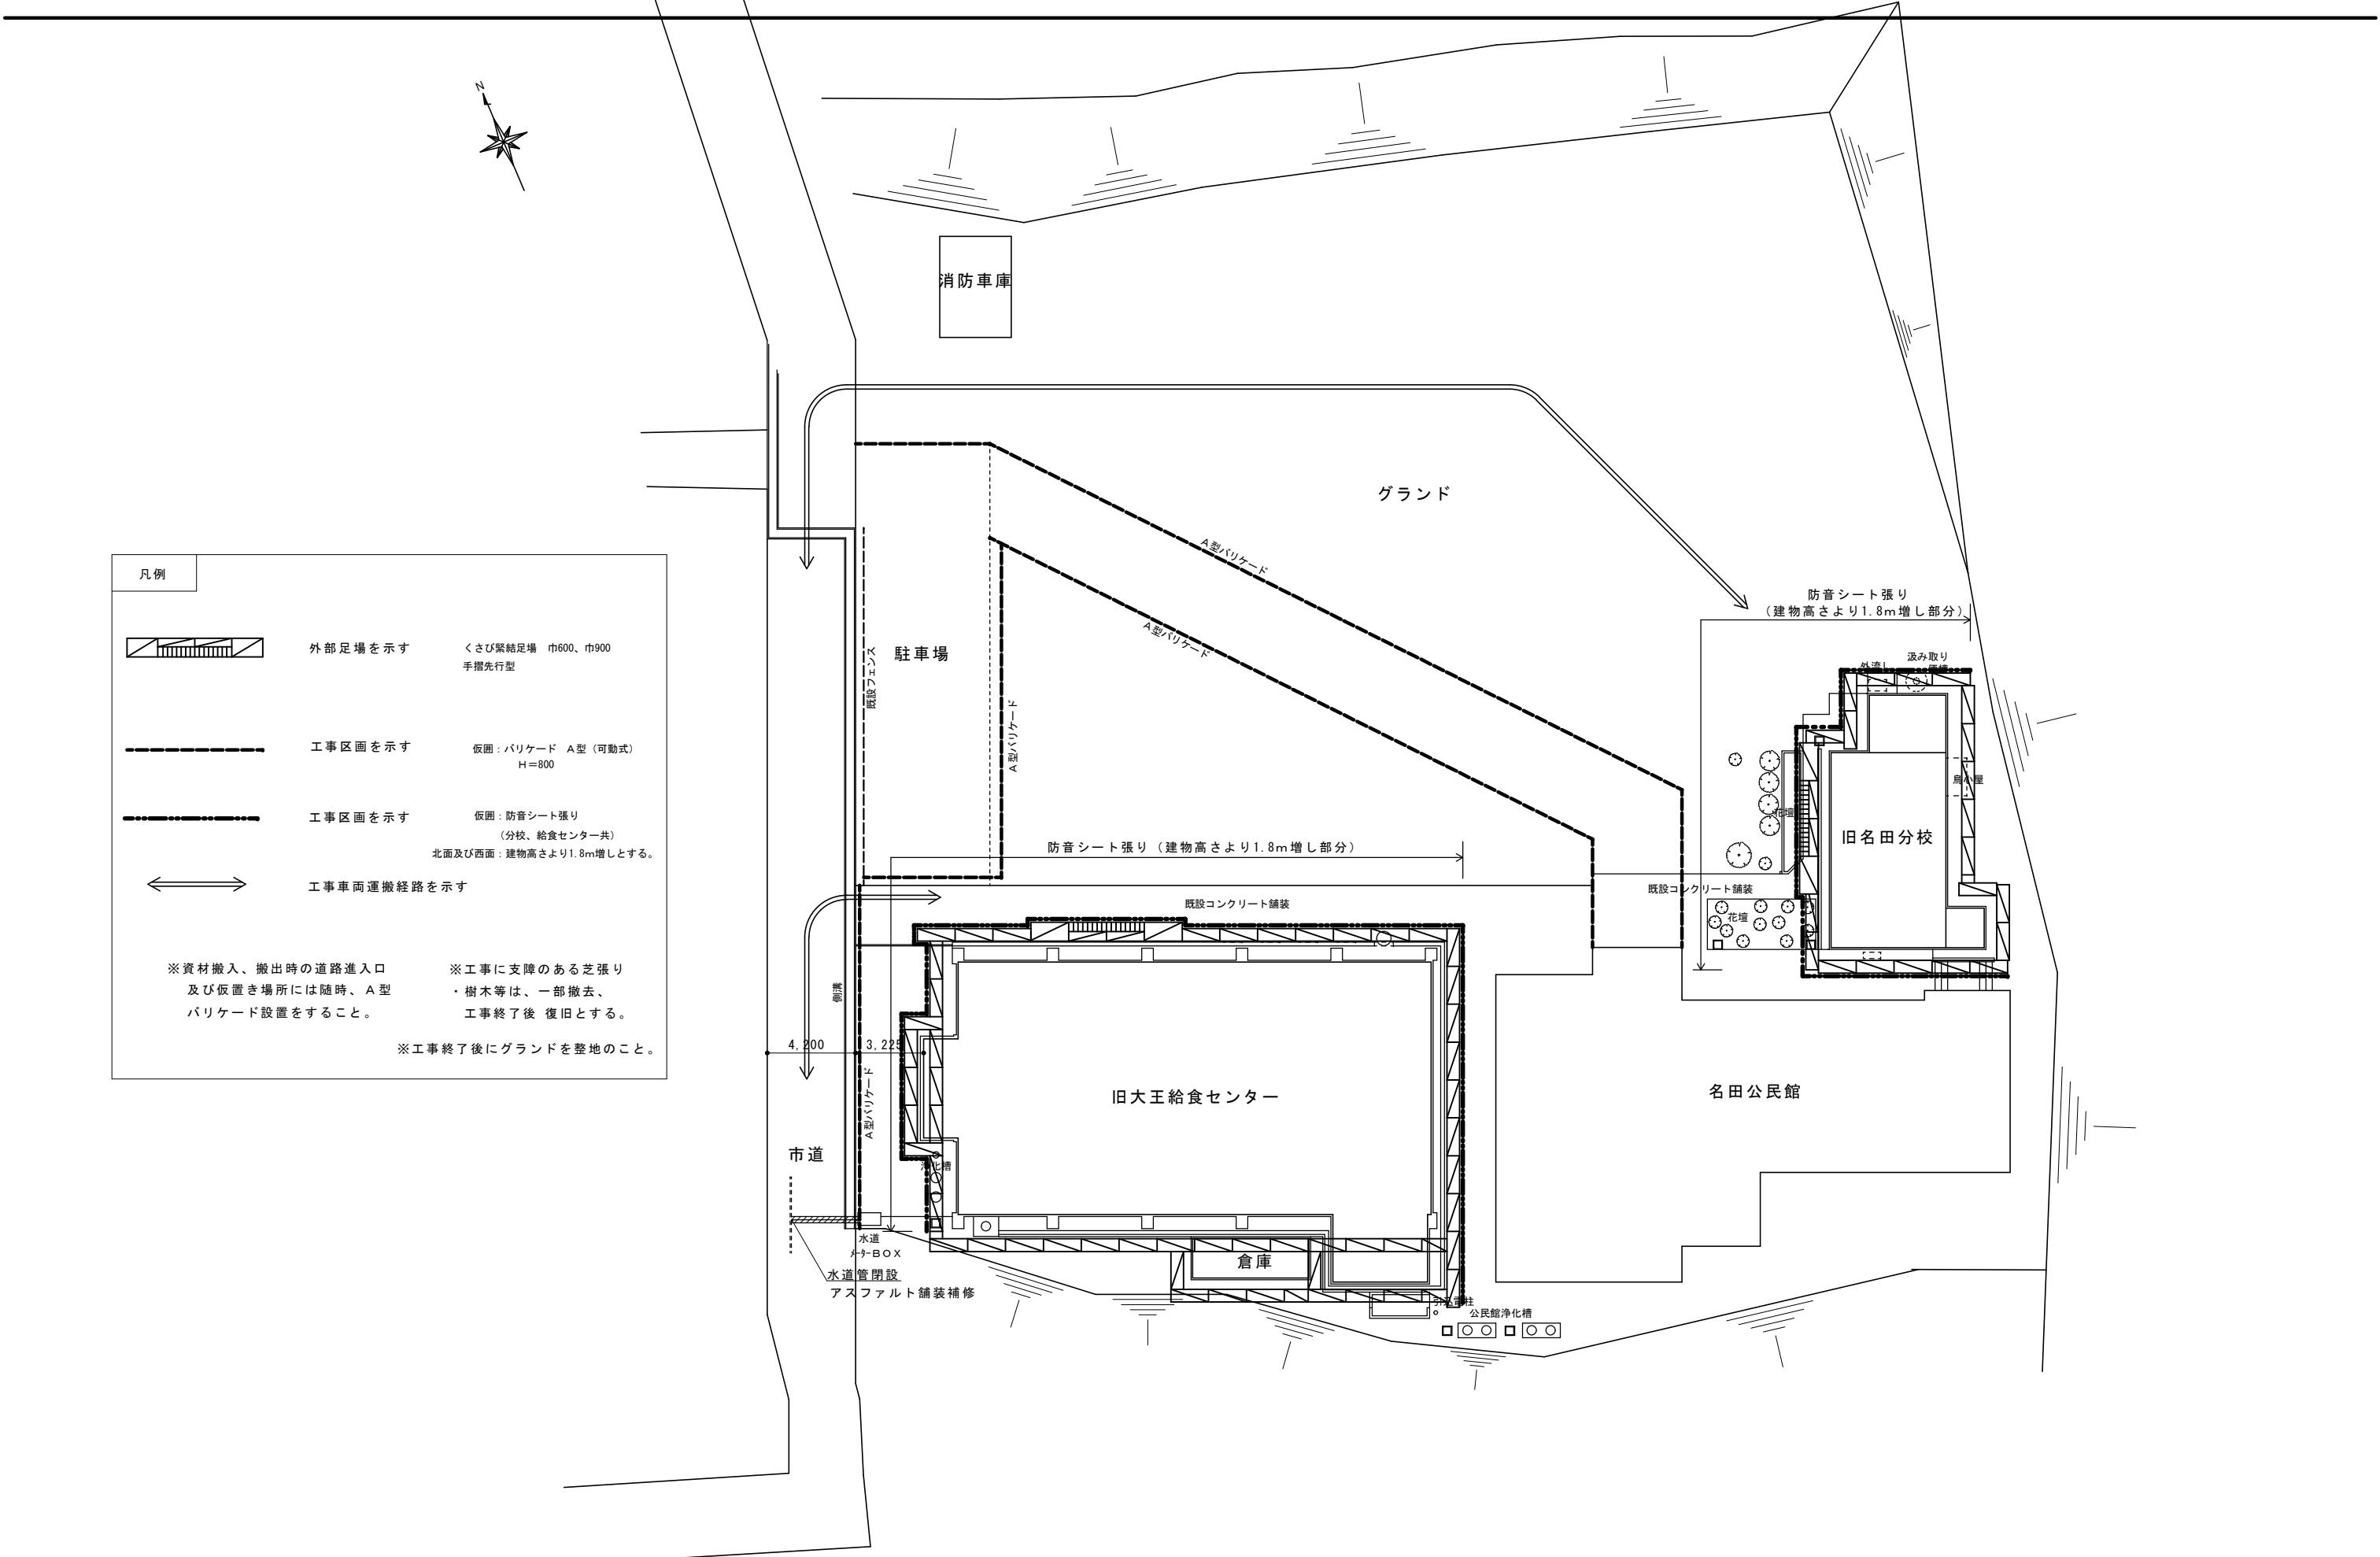 N
消防車庫
グランド
A型バリケード
A型バリケード
防音シート張り
（建物高さより1.8m増し部分）
凡例
外部足場を示す
くさび緊結足場　巾600、巾900
手摺先行型
工事区画を示す
仮囲：バリケード　A型（可動式）
H＝800
工事区画を示す
仮囲：防音シート張り
（分校、給食センター共）
北面及び西面：建物高さより1.8m増しとする。
工事車両運搬経路を示す
※資材搬入、搬出時の道路進入口
及び仮置き場所には随時、A型
バリケード設置をすること。
※工事に支障のある芝張り
・樹木等は、一部撤去、
工事終了後 復旧とする。
※工事終了後にグランドを整地のこと。
既設フェンス
駐車場
A型バリケード
外流し
汲み取り
便槽
鳥小屋
花壇
旧名田分校
防音シート張り（建物高さより1.8m増し部分）
既設コンクリート舗装
既設コンクリート舗装
花壇
側溝
4,200
3,225
A型バリケード
旧大王給食センター
名田公民館
市道
浄化槽
水道
ﾒｰﾀｰBOX
水道管閉設
アスファルト舗装補修
倉庫
引込電柱
公民館浄化槽